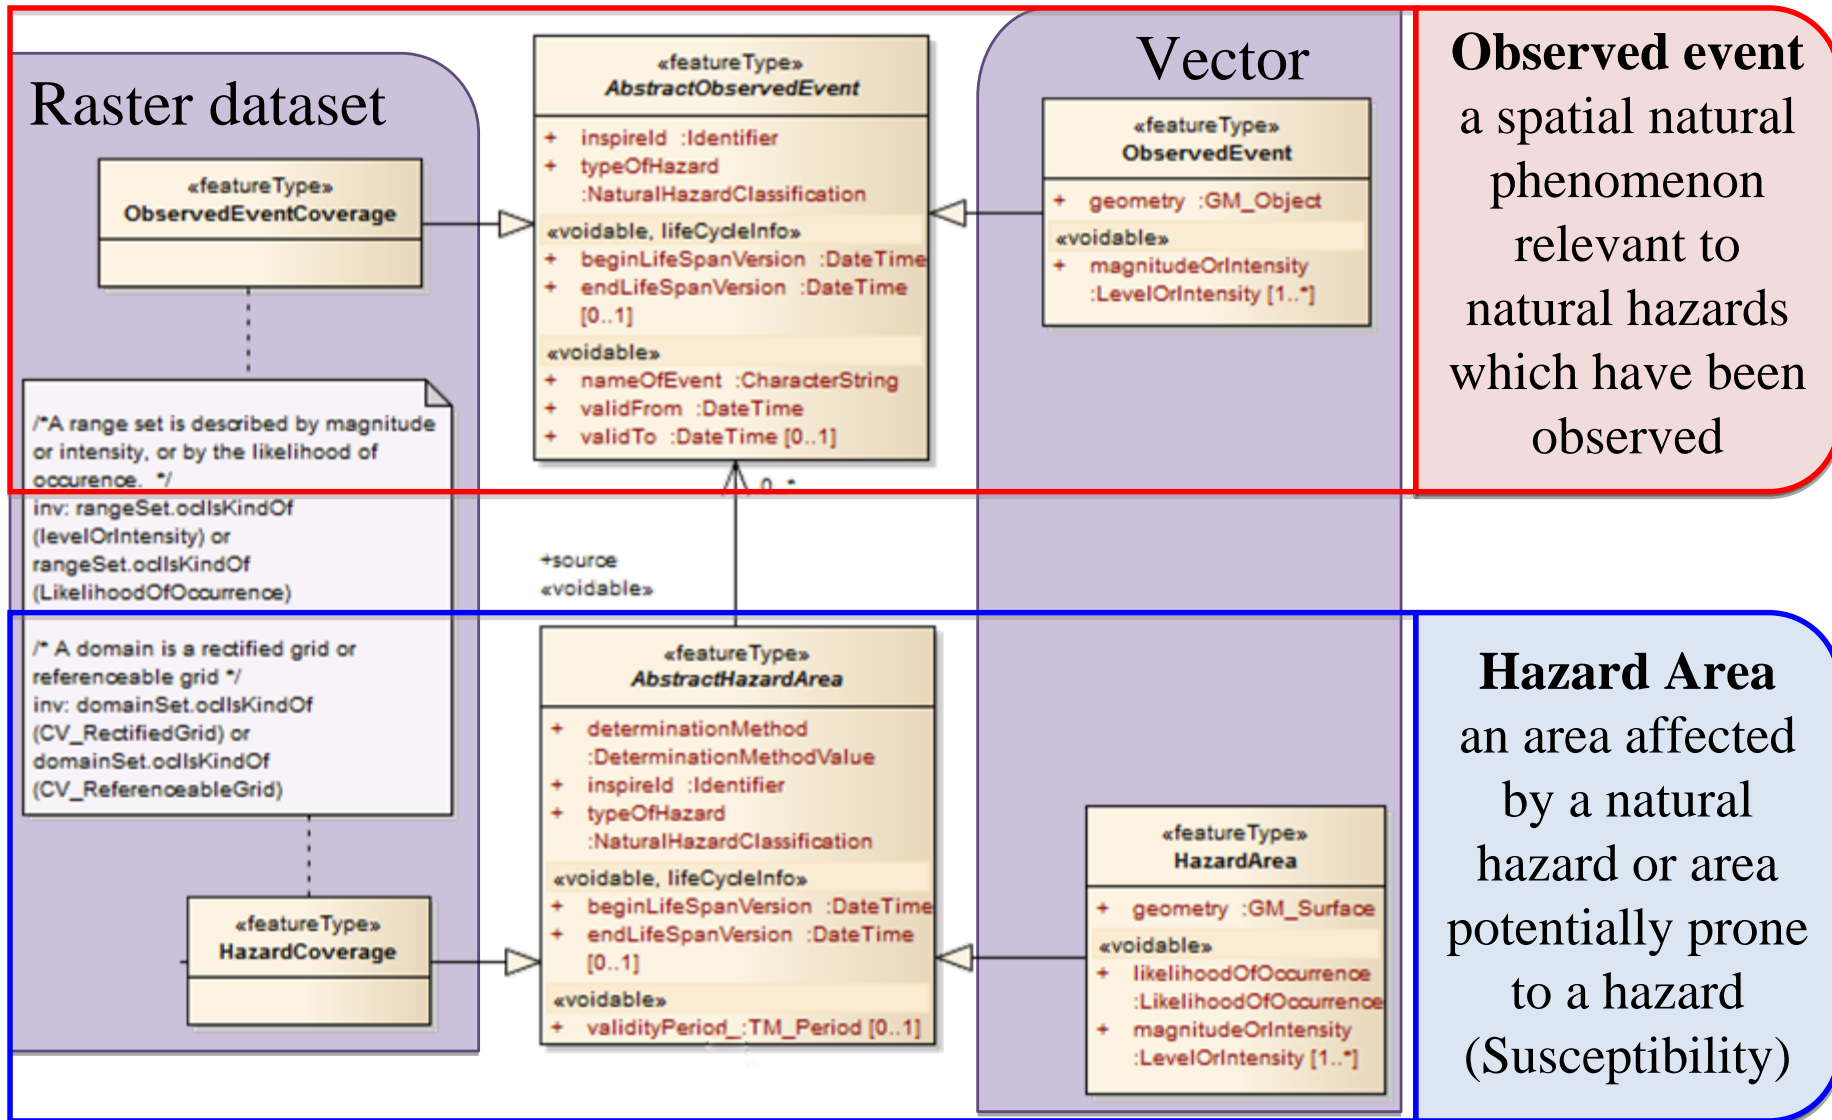 Raster dataset
«featureType»
ObservedEventCoverage
/*A range set is described by magnitude
or intensity, or by the likelihood of
occurence. */
inv: rangeSet.oclIsKindOf
(levelOrIntensity) or
rangeSet.oclIsKindOf
(LikelihoodOfOccurrence)
/* A domain is a rectified grid or
referenceable grid */
inv: domainSet.oclIsKindOf
(CV_RectifiedGrid) or
domainSet.oclIsKindOf
(CV_ReferenceableGrid)
«featureType»
HazardCoverage
«featureType»
AbstractObservedEvent
+ inspireId :Identifier
+ typeOfHazard
:NaturalHazardClassification
«voidable, lifeCycleInfo»
+ beginLifeSpanVersion :DateTime
+ endLifeSpanVersion :DateTime
[0..1]
«voidable»
+ nameOfEvent :CharacterString
+ validFrom :DateTime
+ validTo :DateTime [0..1]
0..*
+source
«voidable»
«featureType»
AbstractHazardArea
+ determinationMethod
:DeterminationMethodValue
+ inspireId :Identifier
+ typeOfHazard
:NaturalHazardClassification
«voidable, lifeCycleInfo»
+ beginLifeSpanVersion :DateTime
+ endLifeSpanVersion :DateTime
[0..1]
«voidable»
+ validityPeriod_:TM_Period [0..1]
Vector
«featureType»
ObservedEvent
+ geometry :GM_Object
«voidable»
+ magnitudeOrIntensity
:LevelOrIntensity [1..*]
«featureType»
HazardArea
+ geometry :GM_Surface
«voidable»
+ likelihoodOfOccurrence
:LikelihoodOfOccurrence
+ magnitudeOrIntensity
:LevelOrIntensity [1..*]
Observed event
a spatial natural
phenomenon
relevant to
natural hazards
which have been
observed
Hazard Area
an area affected
by a natural
hazard or area
potentially prone
to a hazard
(Susceptibility)